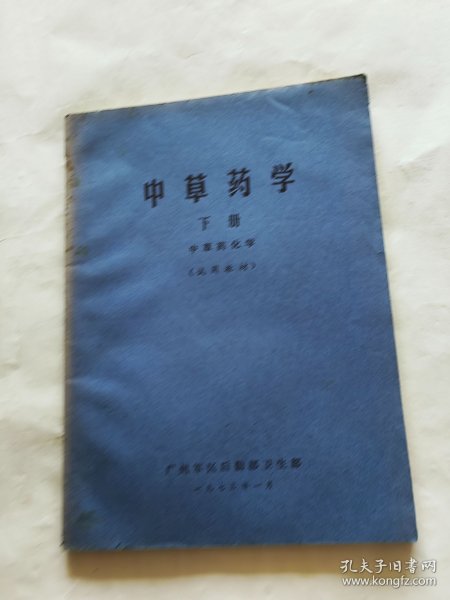 中草药学
下册
中草药化学
（试用教材）
广州军区后勤部卫生部
一九七五年一月
孔夫子旧书网
www.kongfz.com